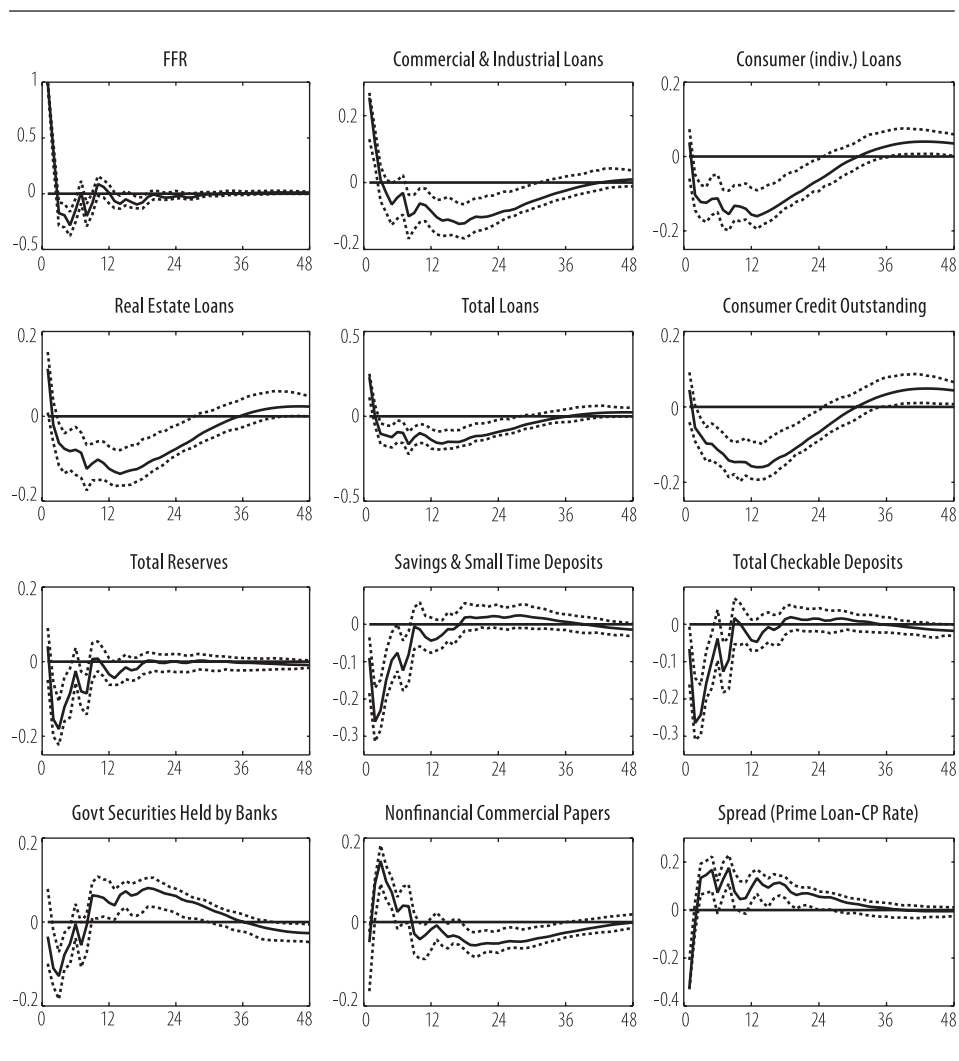 FFR
1
0.5
0
−0.5
0 12 24 36 48
Commercial & Industrial Loans
0.2
0
−0.2
0 12 24 36 48
Consumer (indiv.) Loans
0.2
0
−0.2
0 12 24 36 48
Real Estate Loans
0.2
0
−0.2
0 12 24 36 48
Total Loans
0.5
0
−0.5
0 12 24 36 48
Consumer Credit Outstanding
0.2
0
−0.2
0 12 24 36 48
Total Reserves
0.2
0
−0.2
0 12 24 36 48
Savings & Small Time Deposits
0.1
0
−0.1
−0.2
−0.3
0 12 24 36 48
Total Checkable Deposits
0.1
0
−0.1
−0.2
−0.3
0 12 24 36 48
Govt Securities Held by Banks
0.2
0
−0.2
0 12 24 36 48
Nonfinancial Commercial Papers
0.2
0
−0.2
0 12 24 36 48
Spread (Prime Loan-CP Rate)
0.2
0
−0.2
−0.4
0 12 24 36 48